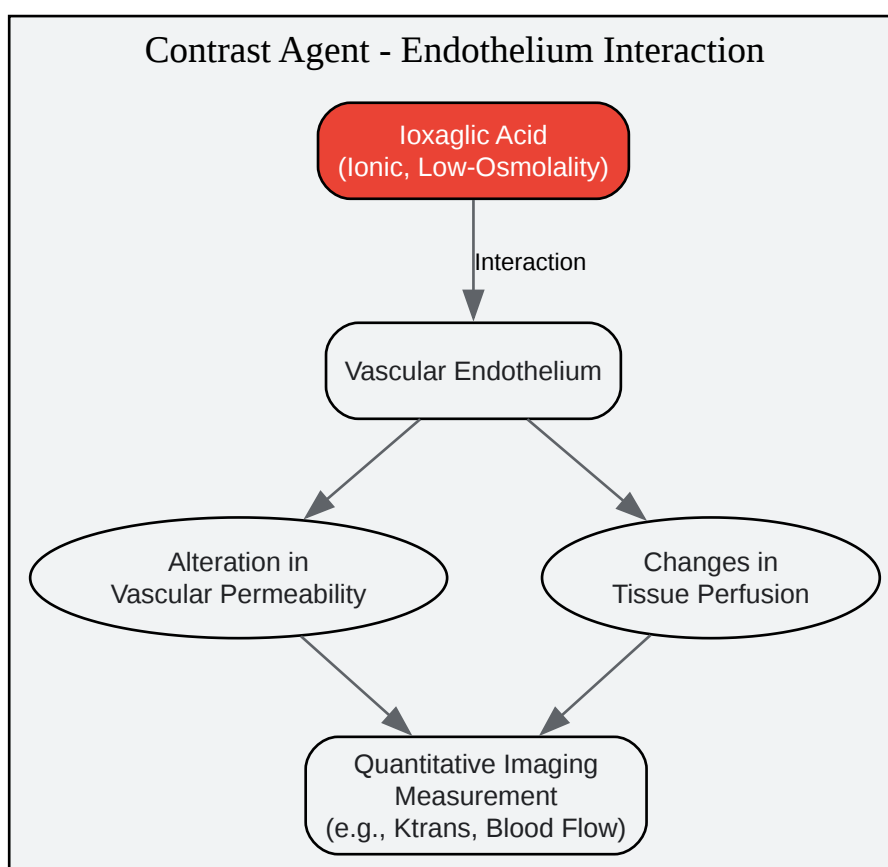 Contrast Agent - Endothelium Interaction
Ioxaglic Acid
(Ionic, Low-Osmolality)
Interaction
Vascular Endothelium
Alteration in
Vascular Permeability
Changes in
Tissue Perfusion
Quantitative Imaging
Measurement
(e.g., Ktrans, Blood Flow)